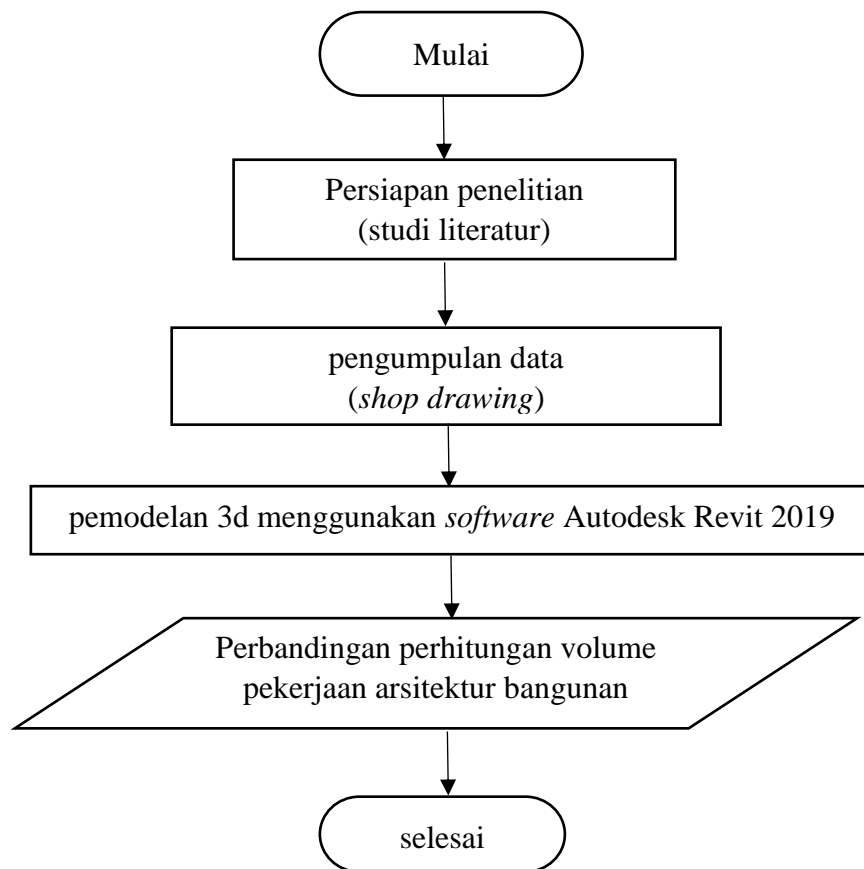 Mulai
Persiapan penelitian
(studi literatur)
pengumpulan data
(shop drawing)
pemodelan 3d menggunakan software Autodesk Revit 2019
Perbandingan perhitungan volume
pekerjaan arsitektur bangunan
selesai